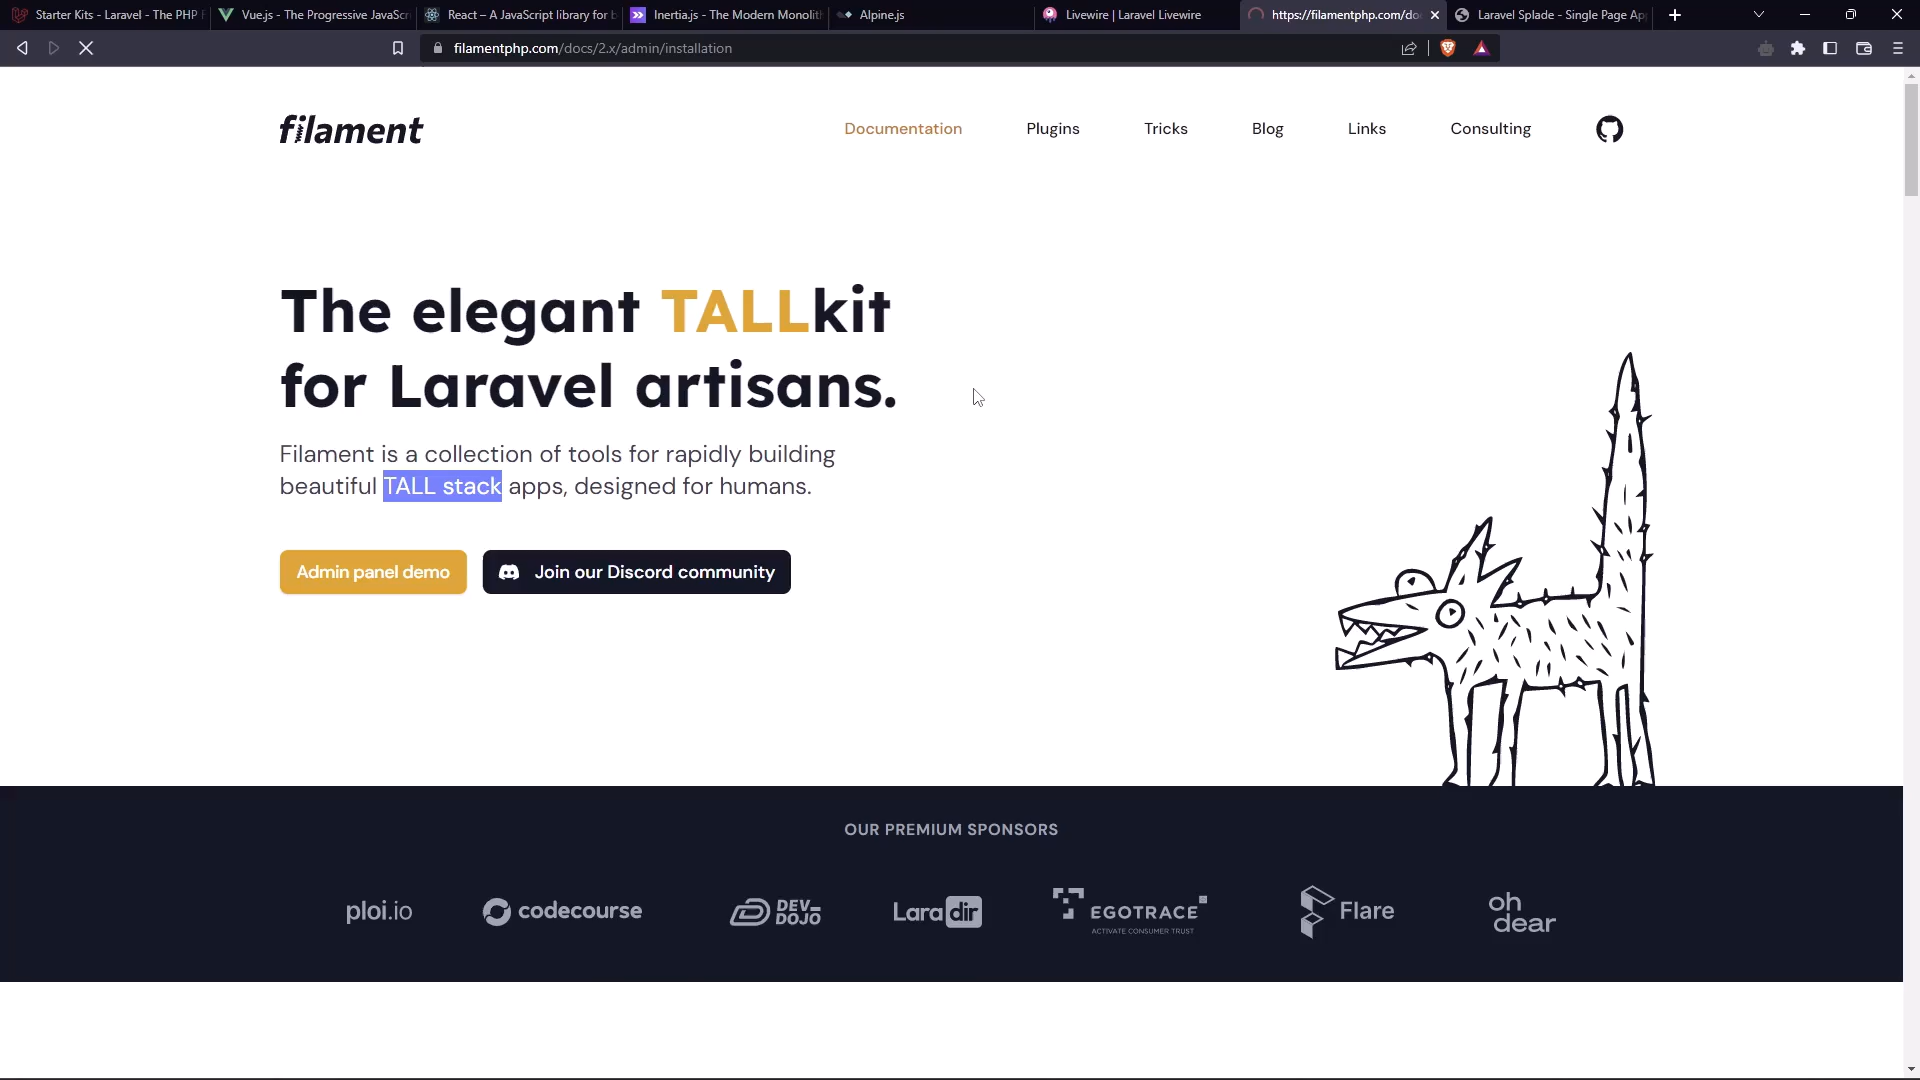 Starter Kits - Laravel - The PHP F
Vue.js - The Progressive JavaScr
React – A JavaScript library for b
Inertia.js - The Modern Monolith
Alpine.js
Livewire | Laravel Livewire
https://filamentphp.com/do
Laravel Splade - Single Page Ap
filamentphp.com/docs/2.x/admin/installation
filament
Documentation
Plugins
Tricks
Blog
Links
Consulting
The elegant TALLkit
for Laravel artisans.
Filament is a collection of tools for rapidly building
beautiful TALL stack apps, designed for humans.
Admin panel demo
Join our Discord community
OUR PREMIUM SPONSORS
ploi.io
codecourse
DEV
DOJO
Laradir
EGOTRACE
ACTIVATE CONSUMER TRUST
Flare
oh
dear